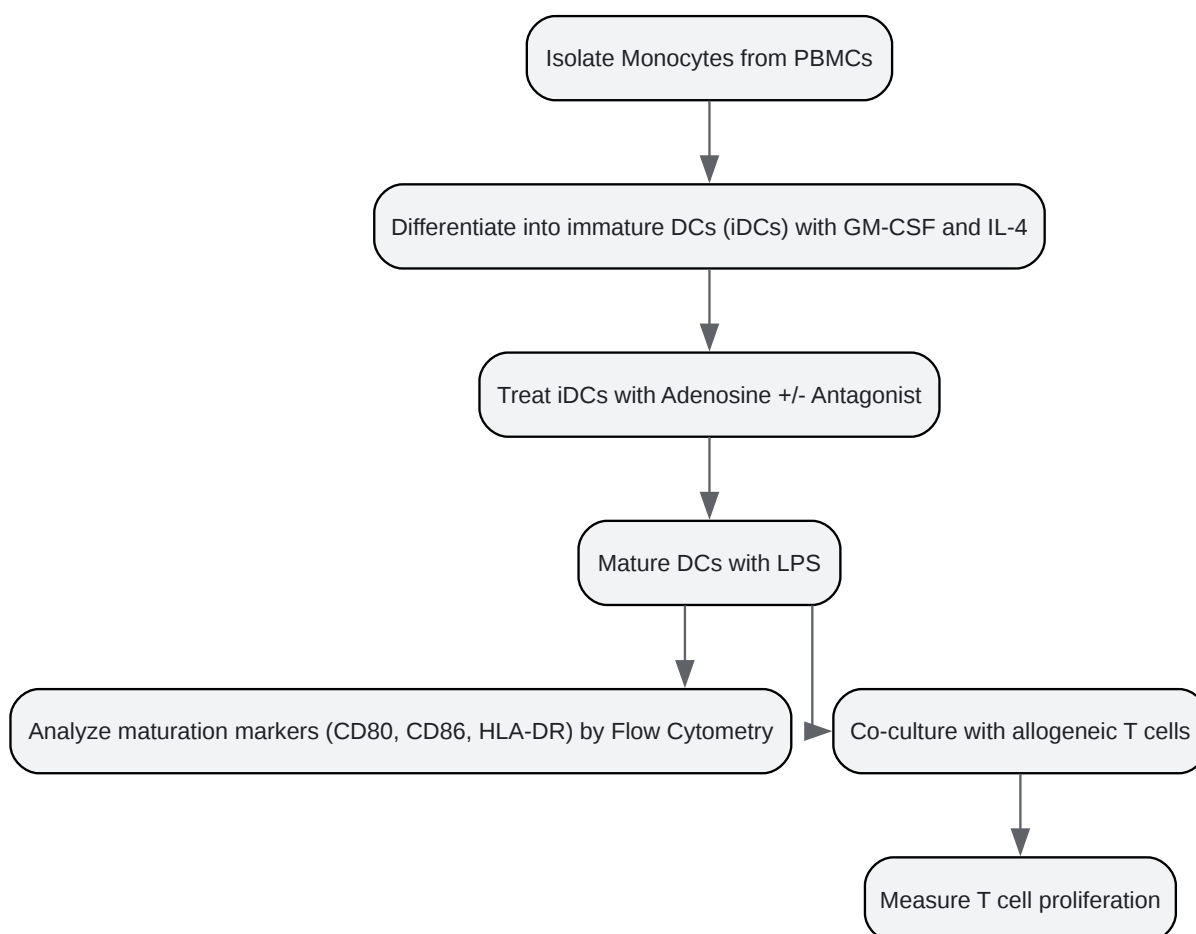 Isolate Monocytes from PBMCs
Differentiate into immature DCs (iDCs) with GM-CSF and IL-4
Treat iDCs with Adenosine +/- Antagonist
Mature DCs with LPS
Analyze maturation markers (CD80, CD86, HLA-DR) by Flow Cytometry
Co-culture with allogeneic T cells
Measure T cell proliferation